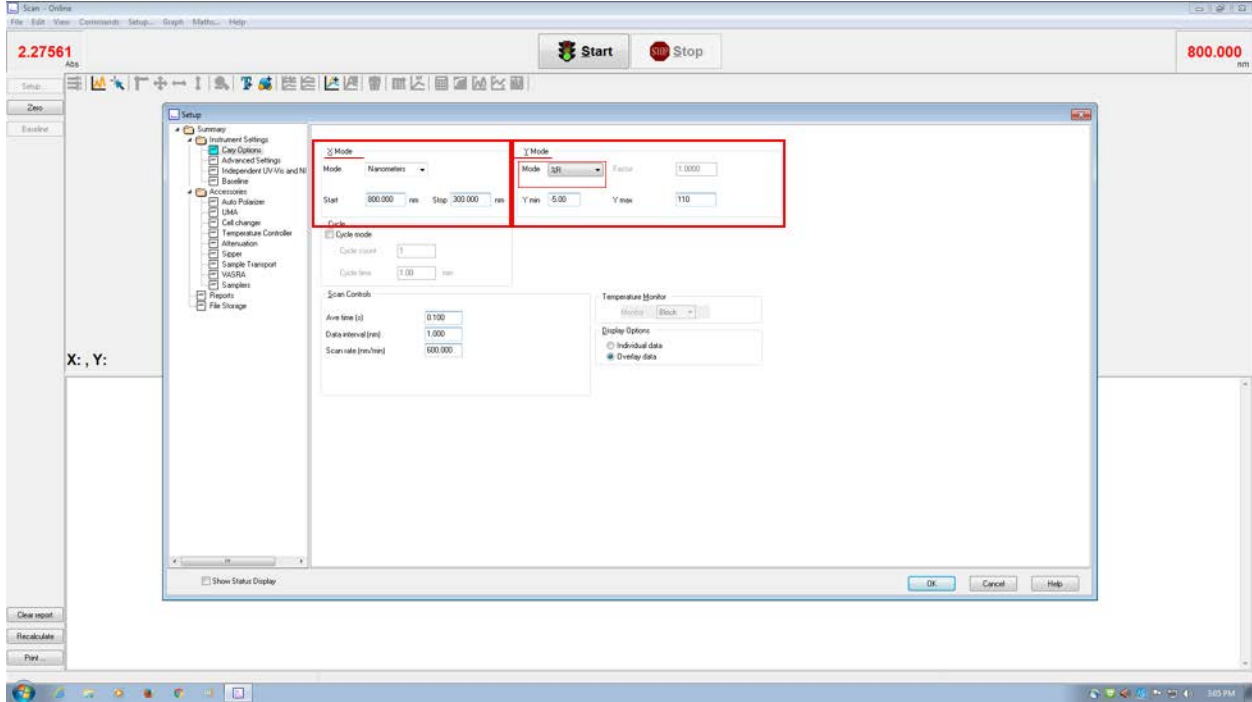 Scan - Online
File Edit View Commands Setup... Graph Maths... Help
2.27561
Abs
Start
STOP Stop
800.000
nm
Setup...
Zero
Baseline
Setup
Summary
Instrument Settings
Cary Options
Advanced Settings
Independent UV-Vis and NI
Baseline
Accessories
Auto Polarizer
UMA
Cell changer
Temperature Controller
Attenuation
Sipper
Sample Transport
VASRA
Samplers
Reports
File Storage
X Mode
Mode Nanometers
Start 800.000 nm Stop 300.000 nm
Y Mode
Mode %R Factor 1.0000
Y min -5.00 Y max 110
Cycle
Cycle mode
Cycle count 1
Cycle time 1.00 min
Scan Controls
Ave time (s) 0.100
Data interval (nm) 1.000
Scan rate (nm/min) 600.000
Temperature Monitor
Monitor Block
Display Options
Individual data
Overlay data
X: , Y:
Show Status Display
OK Cancel Help
Clear report
Recalculate
Print...
3:05 PM